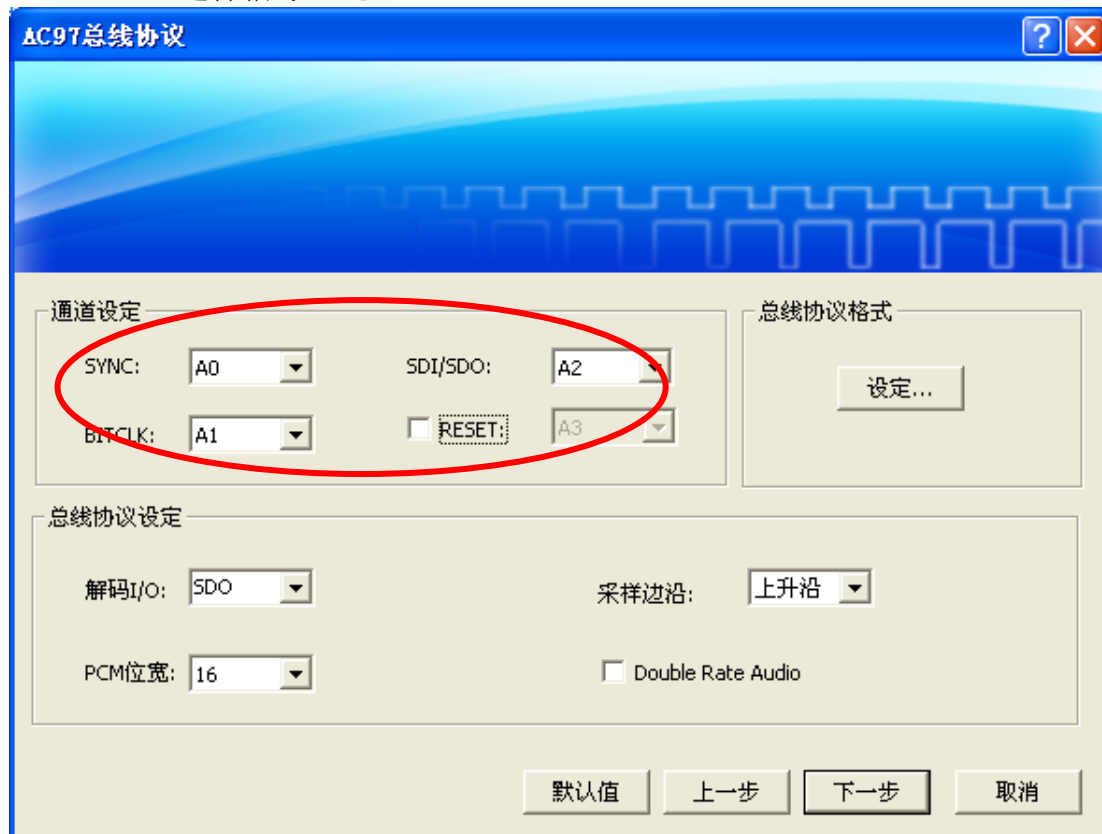 AC97总线协议
通道设定
SYNC: A0 SDI/SDO: A2
BITCLK: A1 RESET: A3
总线协议格式
设定...
总线协议设定
解码I/O: SDO 采样边沿: 上升沿
PCM位宽: 16 Double Rate Audio
默认值 上一步 下一步 取消